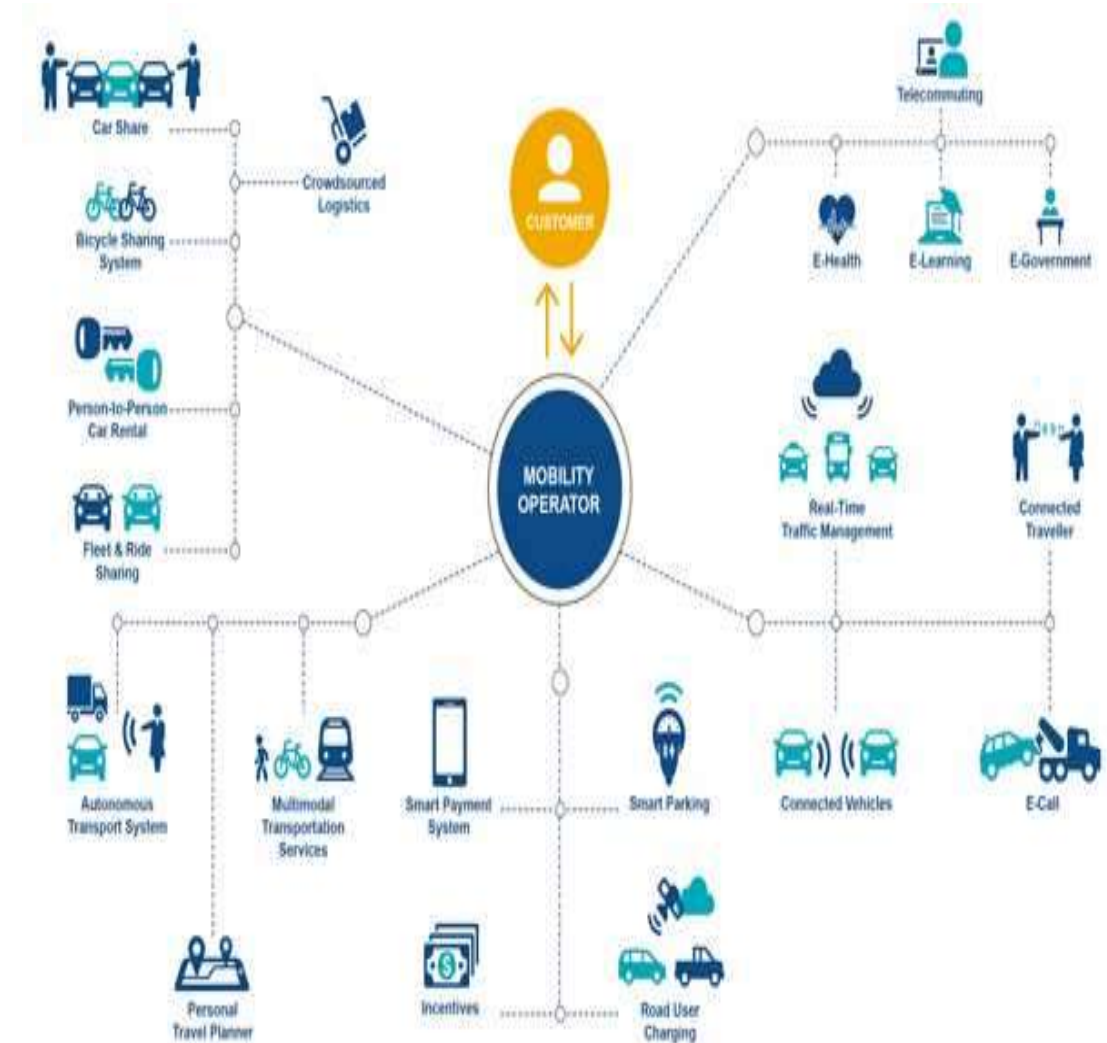 Car Share
Crowdsourced
Logistics
Bicycle Sharing
System
Person-to-Person
Car Rental
Fleet & Ride
Sharing
CUSTOMER
MOBILITY
OPERATOR
Telecommuting
E-Health
E-Learning
E-Government
Real-Time
Traffic Management
Connected
Traveller
Autonomous
Transport System
Multimodal
Transportation
Services
Personal
Travel Planner
Smart Payment
System
Smart Parking
Incentives
Road User
Charging
Connected Vehicles
E-Call